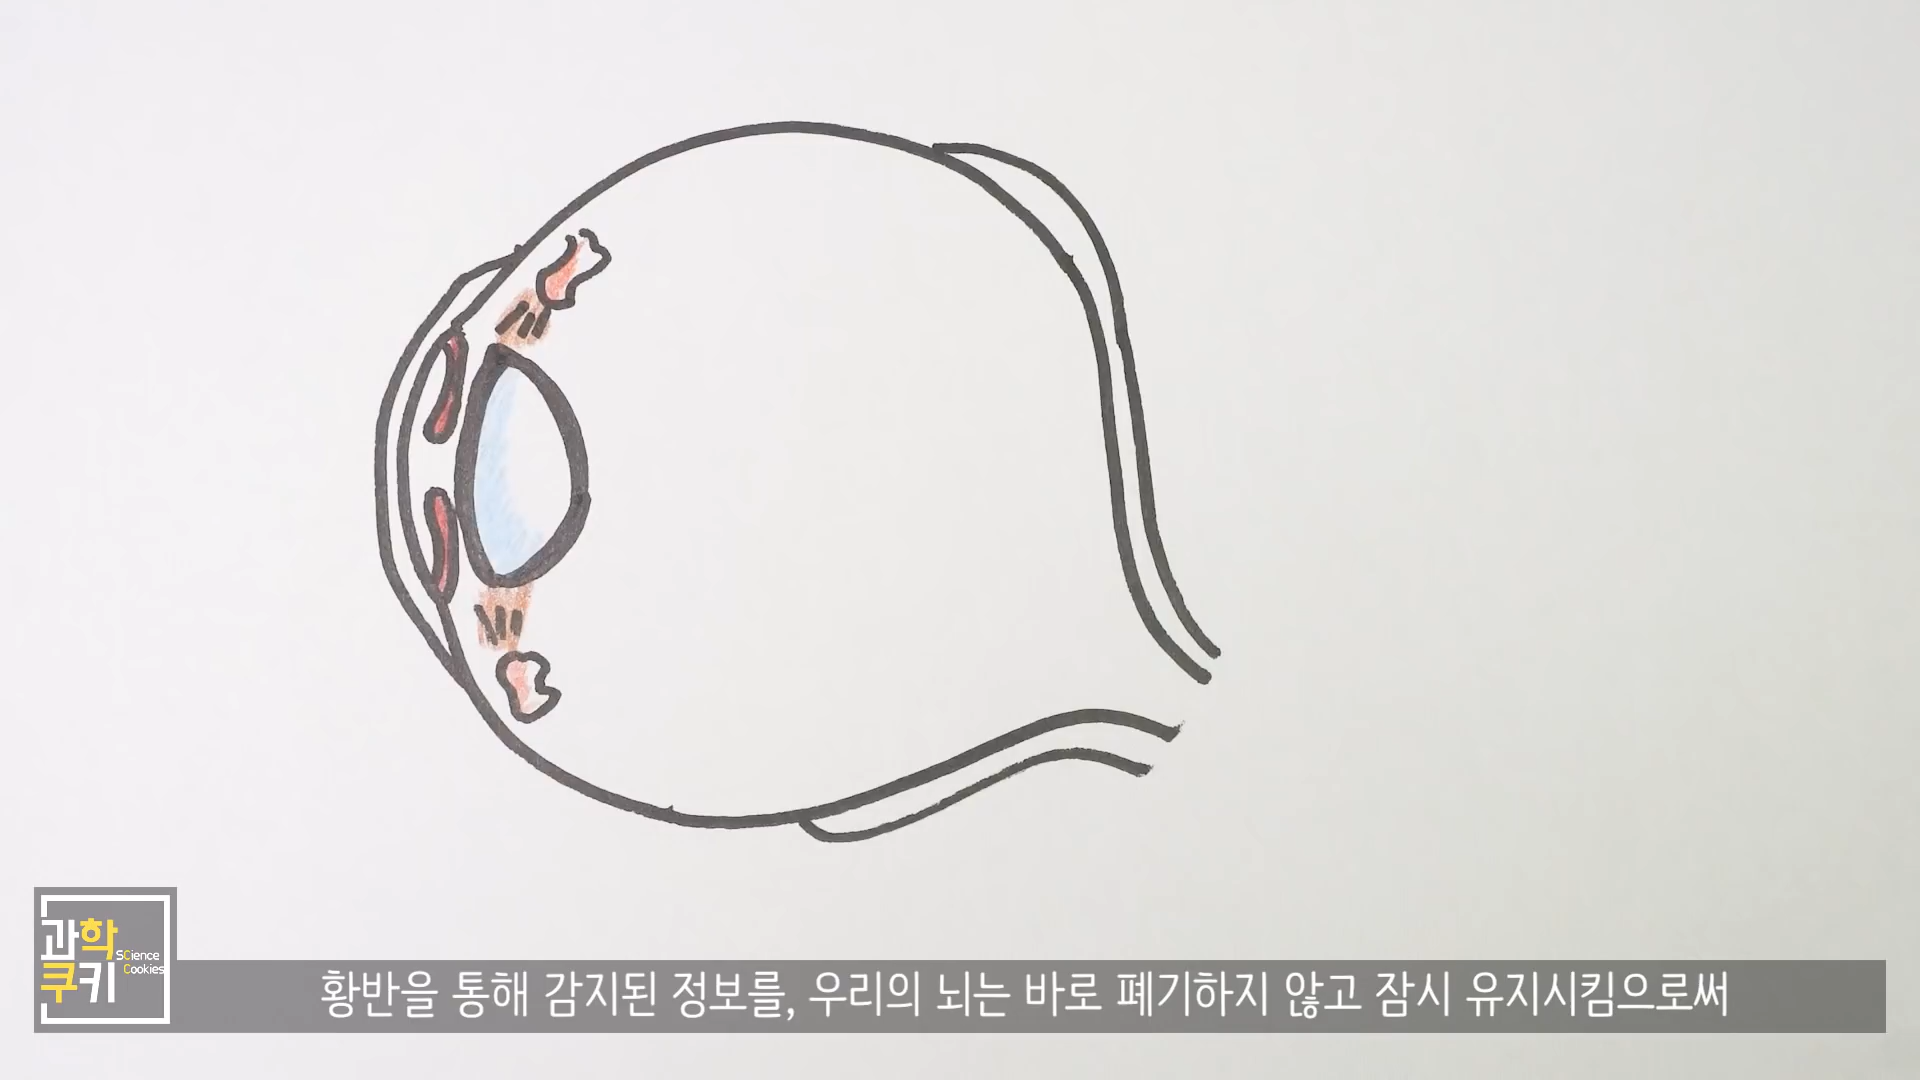 과학
쿠키
Science
Cookies
황반을 통해 감지된 정보를, 우리의 뇌는 바로 폐기하지 않고 잠시 유지시킴으로써